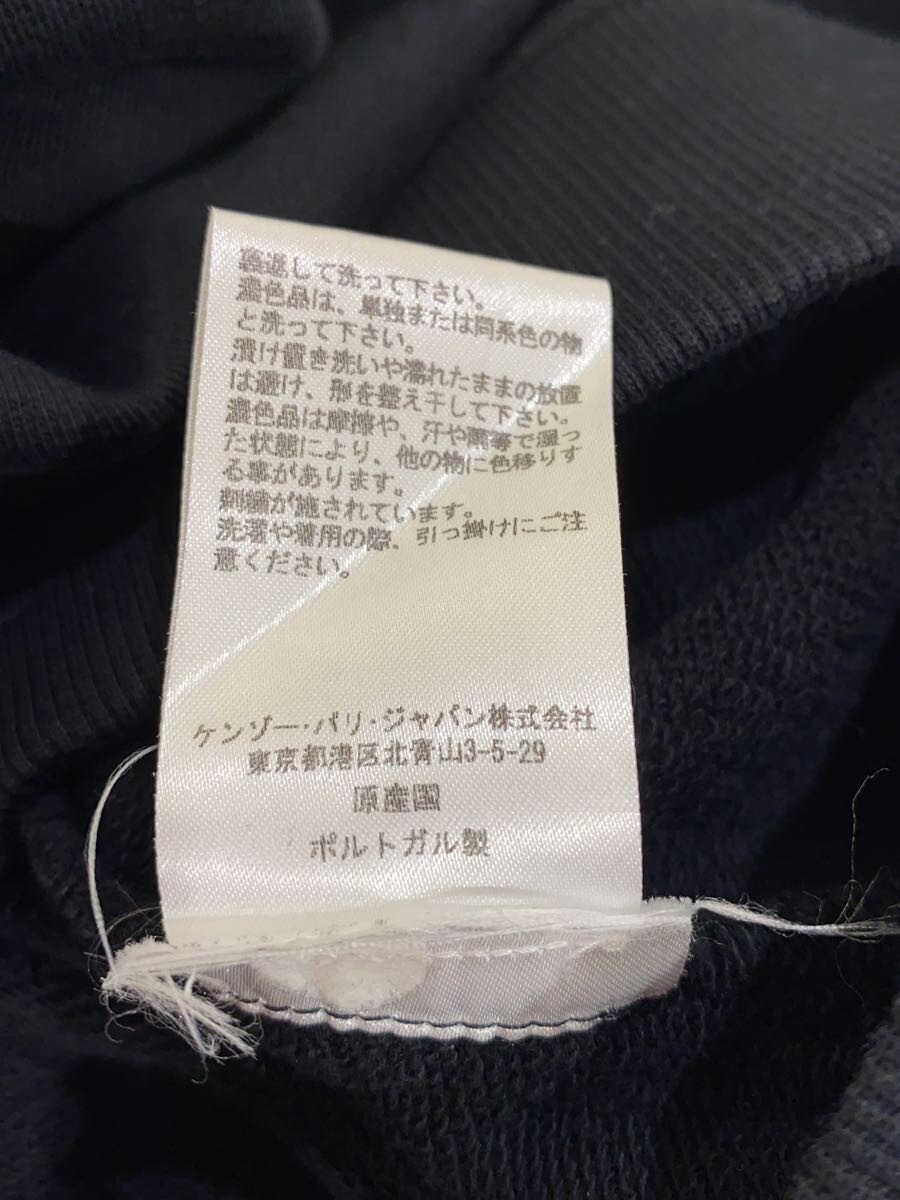 裏返して洗って下さい。
濃色品は、単独または同系色の物
と洗って下さい。
漬け置き洗いや濡れたままの放置
は避け、形を整え干して下さい。
濃色品は摩擦や、汗や雨等で湿っ
た状態により、他の物に色移りす
る事があります。
刺繍が施されています。
洗濯や着用の際、引っ掛けにご注
意ください。
ケンゾー・パリ・ジャパン株式会社
東京都港区北青山3-5-29
原産国
ポルトガル製